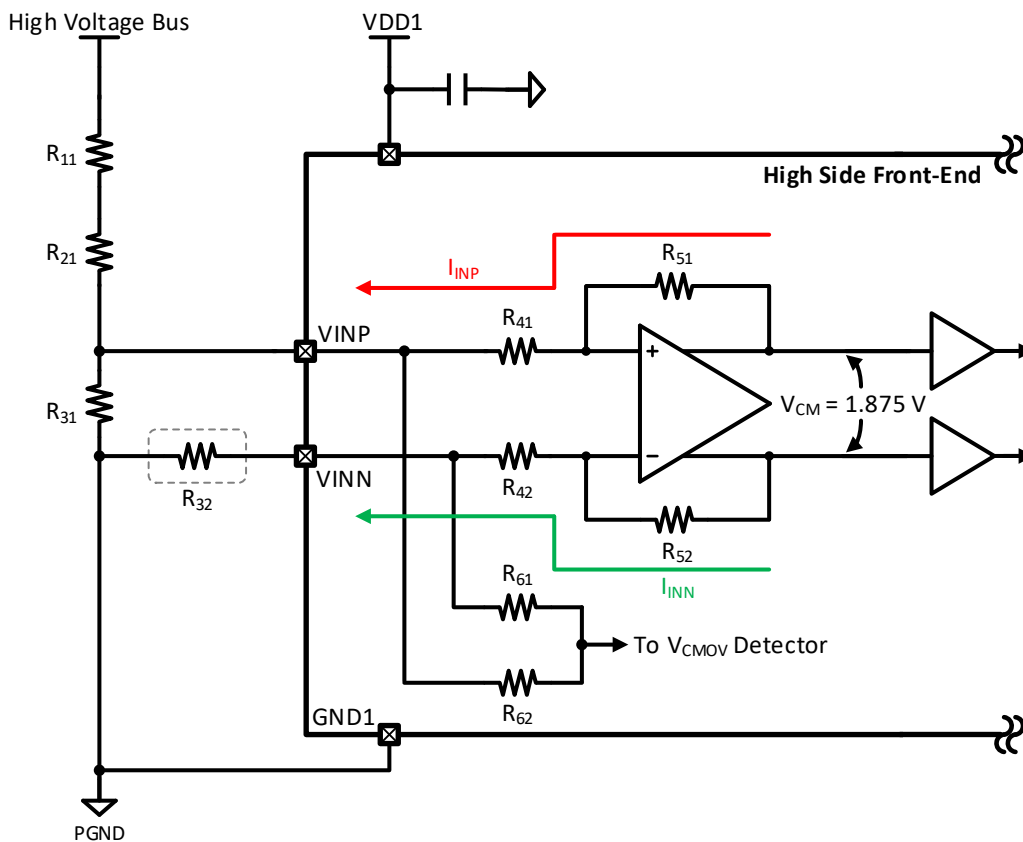 High Voltage Bus
VDD1
R11
High Side Front-End
R21
IINP
R51
VINP
R41
+
R31
VCM = 1.875 V
VINN
R32
R42
−
R52
R61
IINN
To VCMOV Detector
R62
GND1
PGND